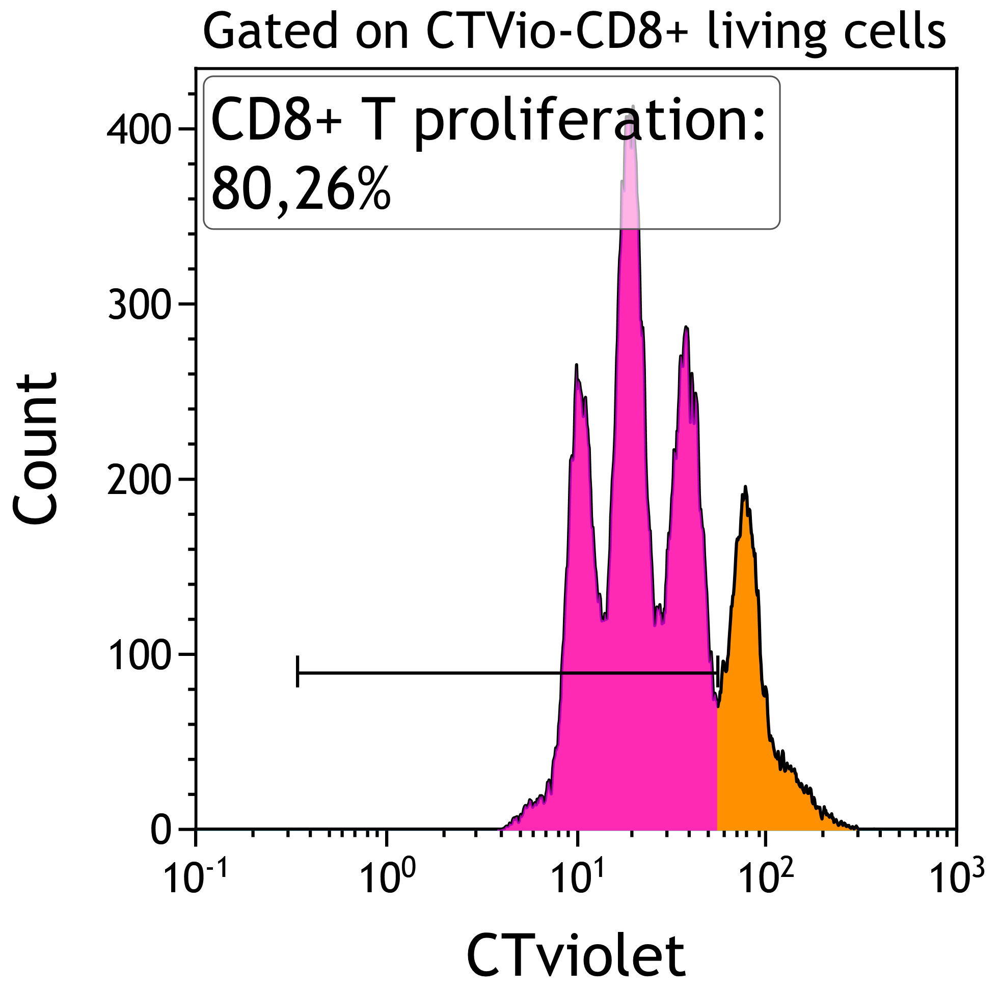 Gated on CTVio-CD8+ living cells
CD8+ T proliferation:
80,26%
400
300
200
100
0
Count
10-1 100 101 102 103
CTviolet